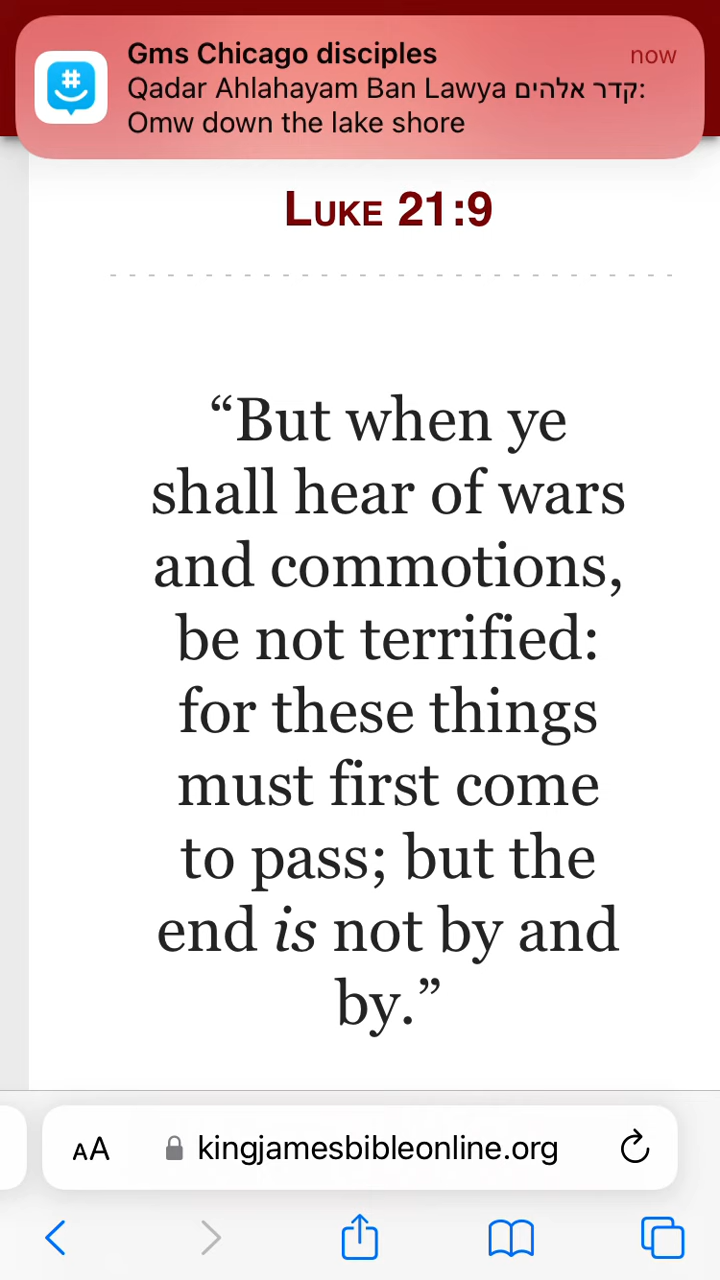 Gms Chicago disciples now
Qadar Ahlahayam Ban Lawya קדר אלהים:
Omw down the lake shore
LUKE 21:9
“But when ye
shall hear of wars
and commotions,
be not terrified:
for these things
must first come
to pass; but the
end is not by and
by.”
AA kingjamesbibleonline.org